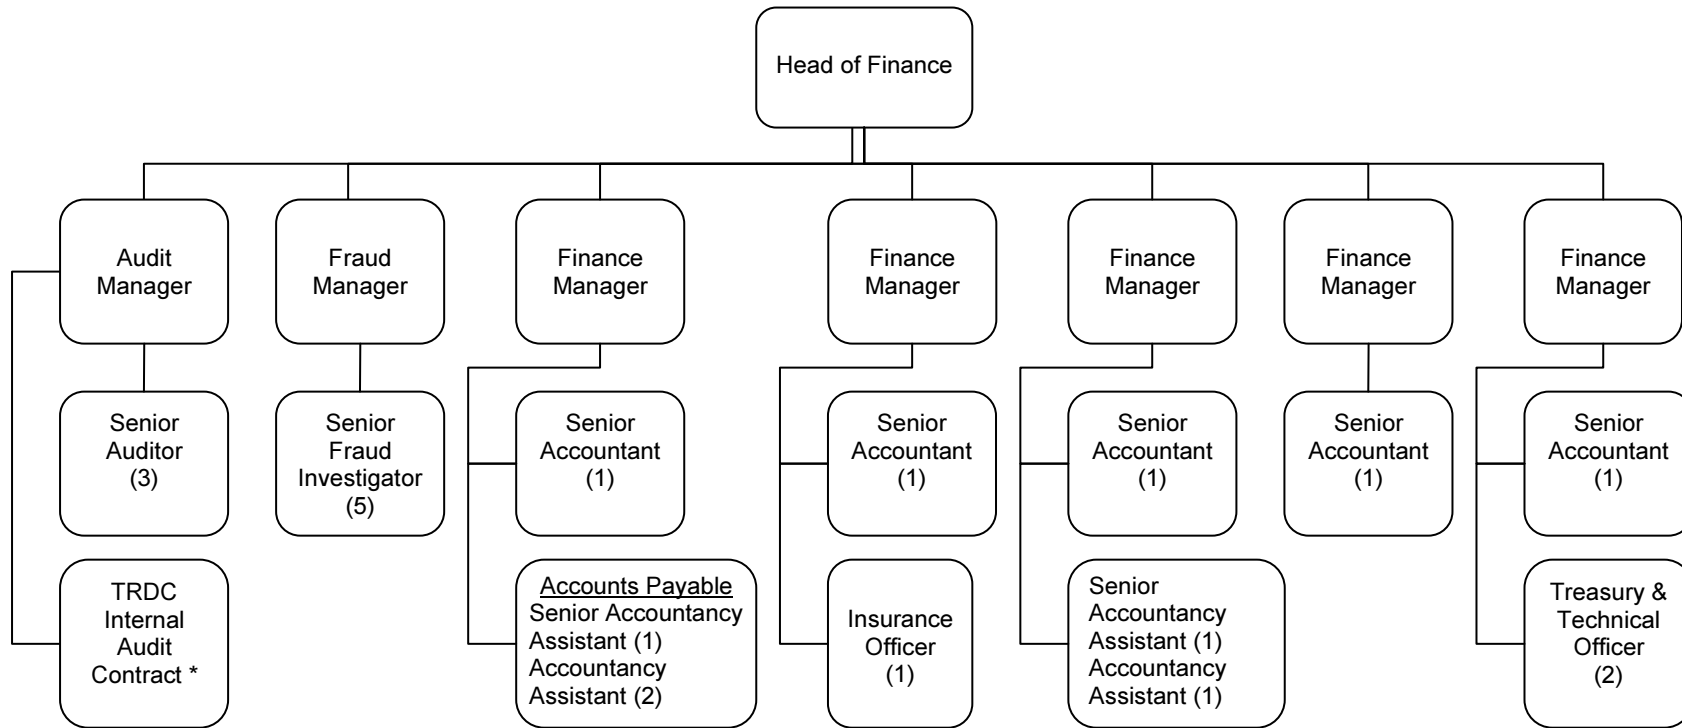 Head of Finance
Audit
Manager
Fraud
Manager
Finance
Manager
Finance
Manager
Finance
Manager
Finance
Manager
Finance
Manager
Senior
Auditor
(3)
Senior
Fraud
Investigator
(5)
Senior
Accountant
(1)
Senior
Accountant
(1)
Senior
Accountant
(1)
Senior
Accountant
(1)
Senior
Accountant
(1)
TRDC
Internal
Audit
Contract *
Accounts Payable
Senior Accountancy
Assistant (1)
Accountancy
Assistant (2)
Insurance
Officer
(1)
Senior
Accountancy
Assistant (1)
Accountancy
Assistant (1)
Treasury &
Technical
Officer
(2)